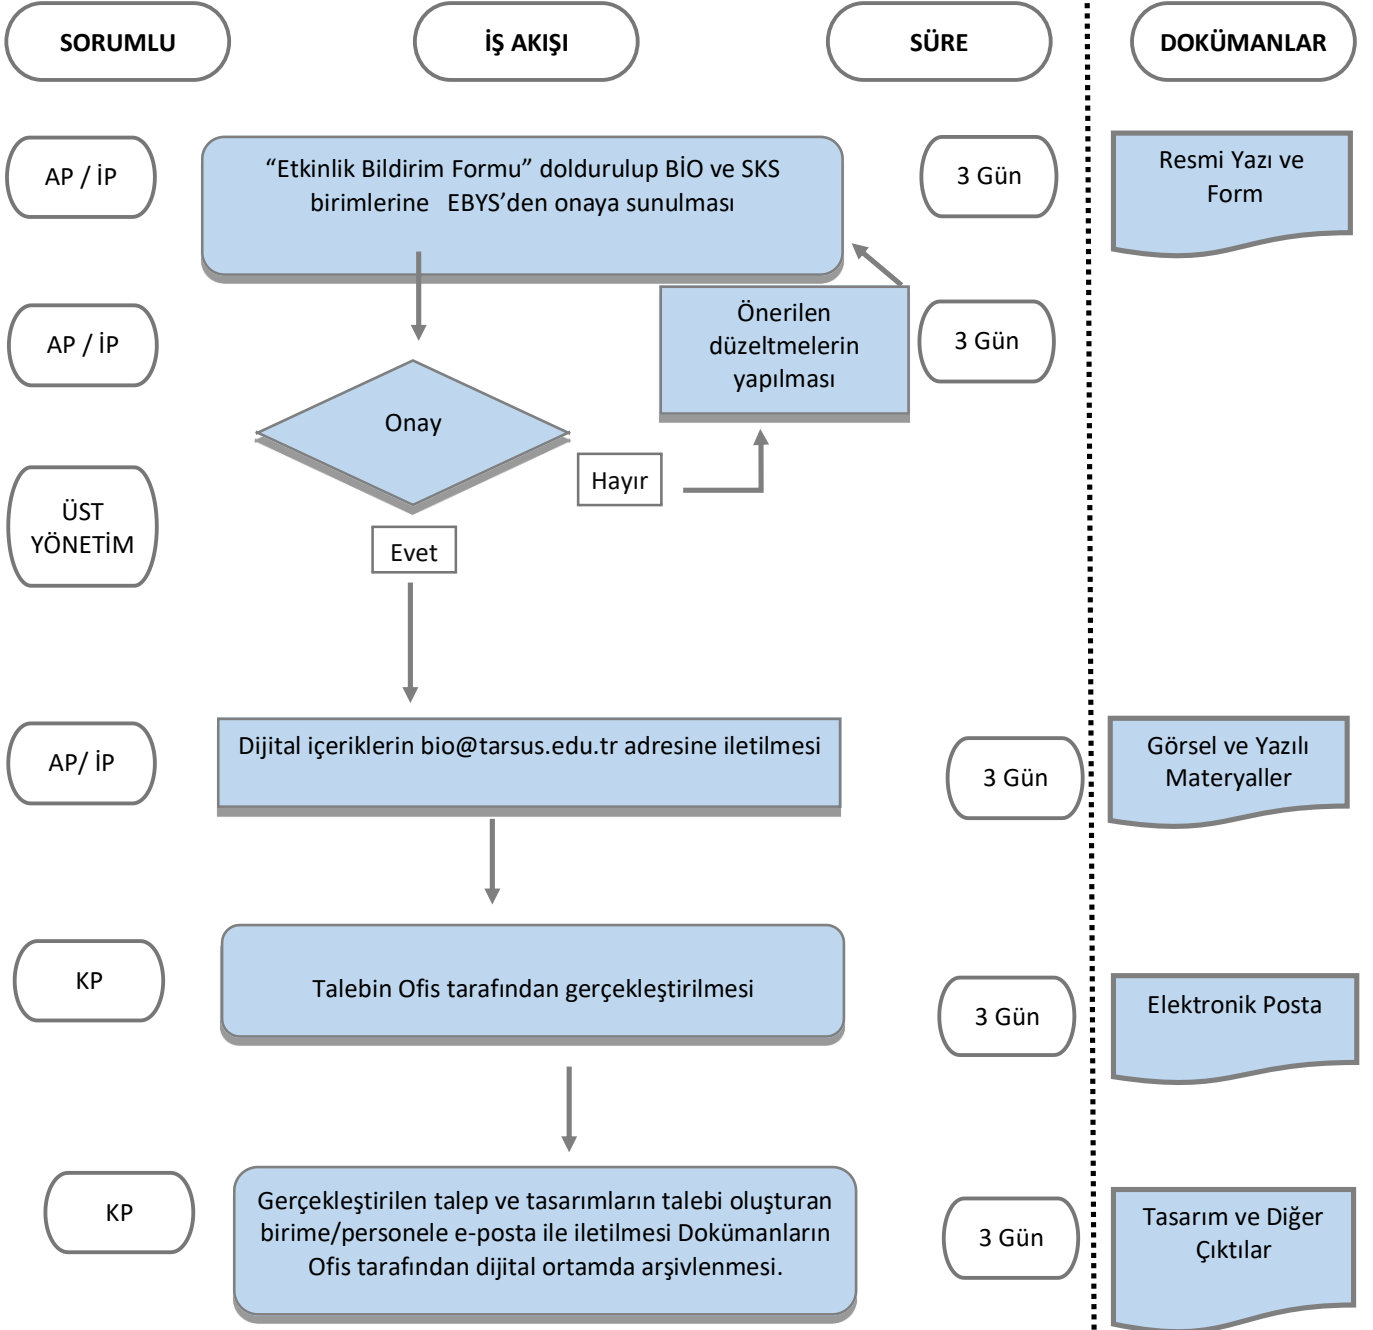 SORUMLU
İŞ AKIŞI
SÜRE
DOKÜMANLAR
AP / İP
“Etkinlik Bildirim Formu” doldurulup BİO ve SKS
birimlerine EBYS’den onaya sunulması
3 Gün
Resmi Yazı ve
Form
AP / İP
Önerilen
düzeltmelerin
yapılması
3 Gün
Onay
Hayır
ÜST
YÖNETİM
Evet
AP/ İP
Dijital içeriklerin bio@tarsus.edu.tr adresine iletilmesi
3 Gün
Görsel ve Yazılı
Materyaller
KP
Talebin Ofis tarafından gerçekleştirilmesi
3 Gün
Elektronik Posta
KP
Gerçekleştirilen talep ve tasarımların talebi oluşturan
birime/personele e-posta ile iletilmesi Dokümanların
Ofis tarafından dijital ortamda arşivlenmesi.
3 Gün
Tasarım ve Diğer
Çıktılar